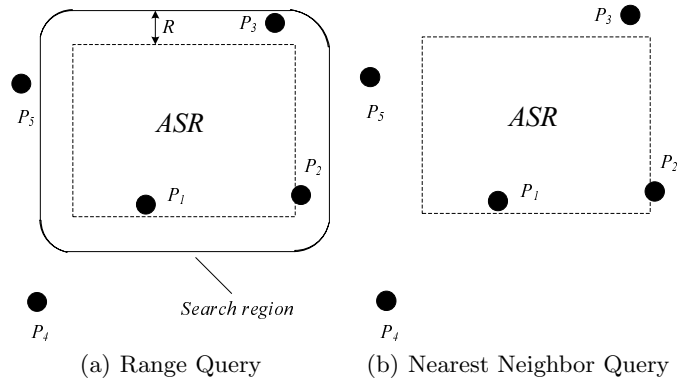 R
P3
P3
P5
P5
ASR
ASR
P2
P2
P1
P1
Search region
P4
P4
(a) Range Query
(b) Nearest Neighbor Query